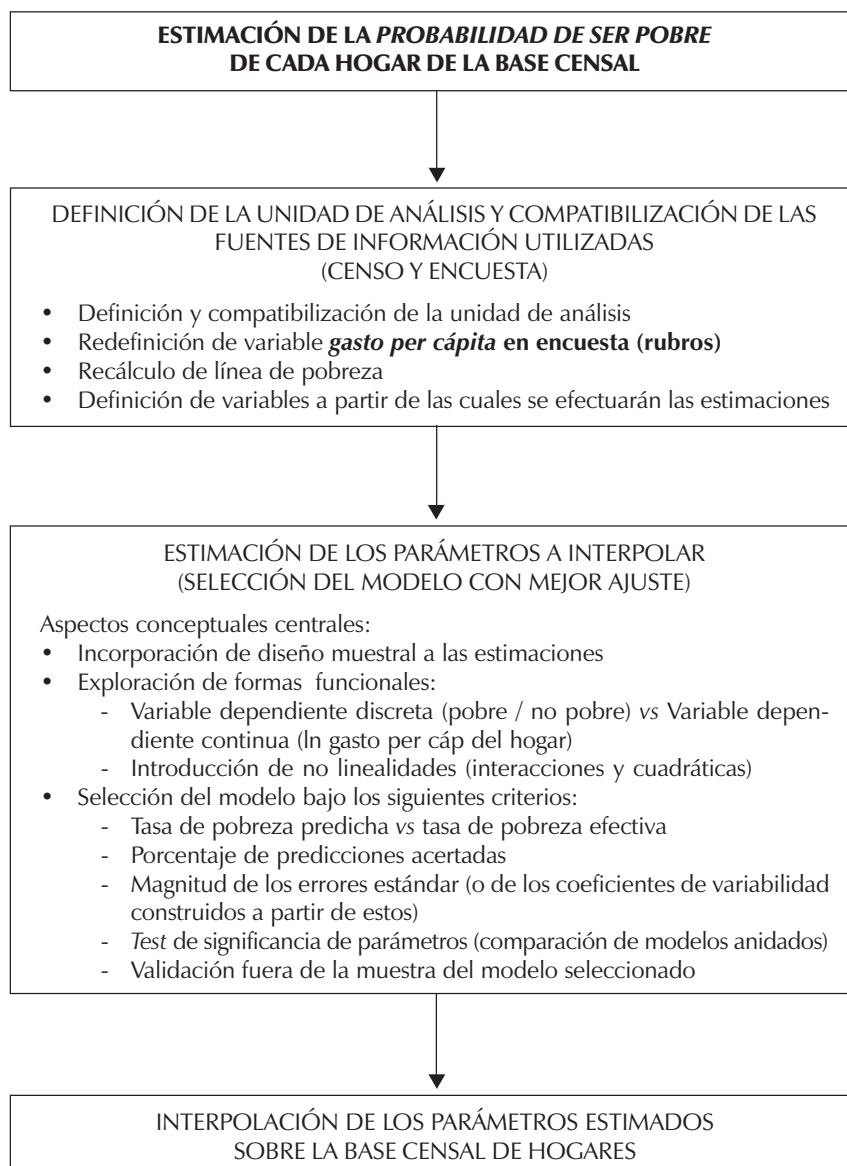 ESTIMACIÓN DE LA PROBABILIDAD DE SER POBRE
DE CADA HOGAR DE LA BASE CENSAL
DEFINICIÓN DE LA UNIDAD DE ANÁLISIS Y COMPATIBILIZACIÓN DE LAS
FUENTES DE INFORMACIÓN UTILIZADAS
(CENSO Y ENCUESTA)
• Definición y compatibilización de la unidad de análisis
• Redefinición de variable gasto per cápita en encuesta (rubros)
• Recálculo de línea de pobreza
• Definición de variables a partir de las cuales se efectuarán las estimaciones
ESTIMACIÓN DE LOS PARÁMETROS A INTERPOLAR
(SELECCIÓN DEL MODELO CON MEJOR AJUSTE)
Aspectos conceptuales centrales:
• Incorporación de diseño muestral a las estimaciones
• Exploración de formas funcionales:
- Variable dependiente discreta (pobre / no pobre) vs Variable depen-
diente continua (ln gasto per cáp del hogar)
- Introducción de no linealidades (interacciones y cuadráticas)
• Selección del modelo bajo los siguientes criterios:
- Tasa de pobreza predicha vs tasa de pobreza efectiva
- Porcentaje de predicciones acertadas
- Magnitud de los errores estándar (o de los coeficientes de variabilidad
construidos a partir de estos)
- Test de significancia de parámetros (comparación de modelos anidados)
- Validación fuera de la muestra del modelo seleccionado
INTERPOLACIÓN DE LOS PARÁMETROS ESTIMADOS
SOBRE LA BASE CENSAL DE HOGARES